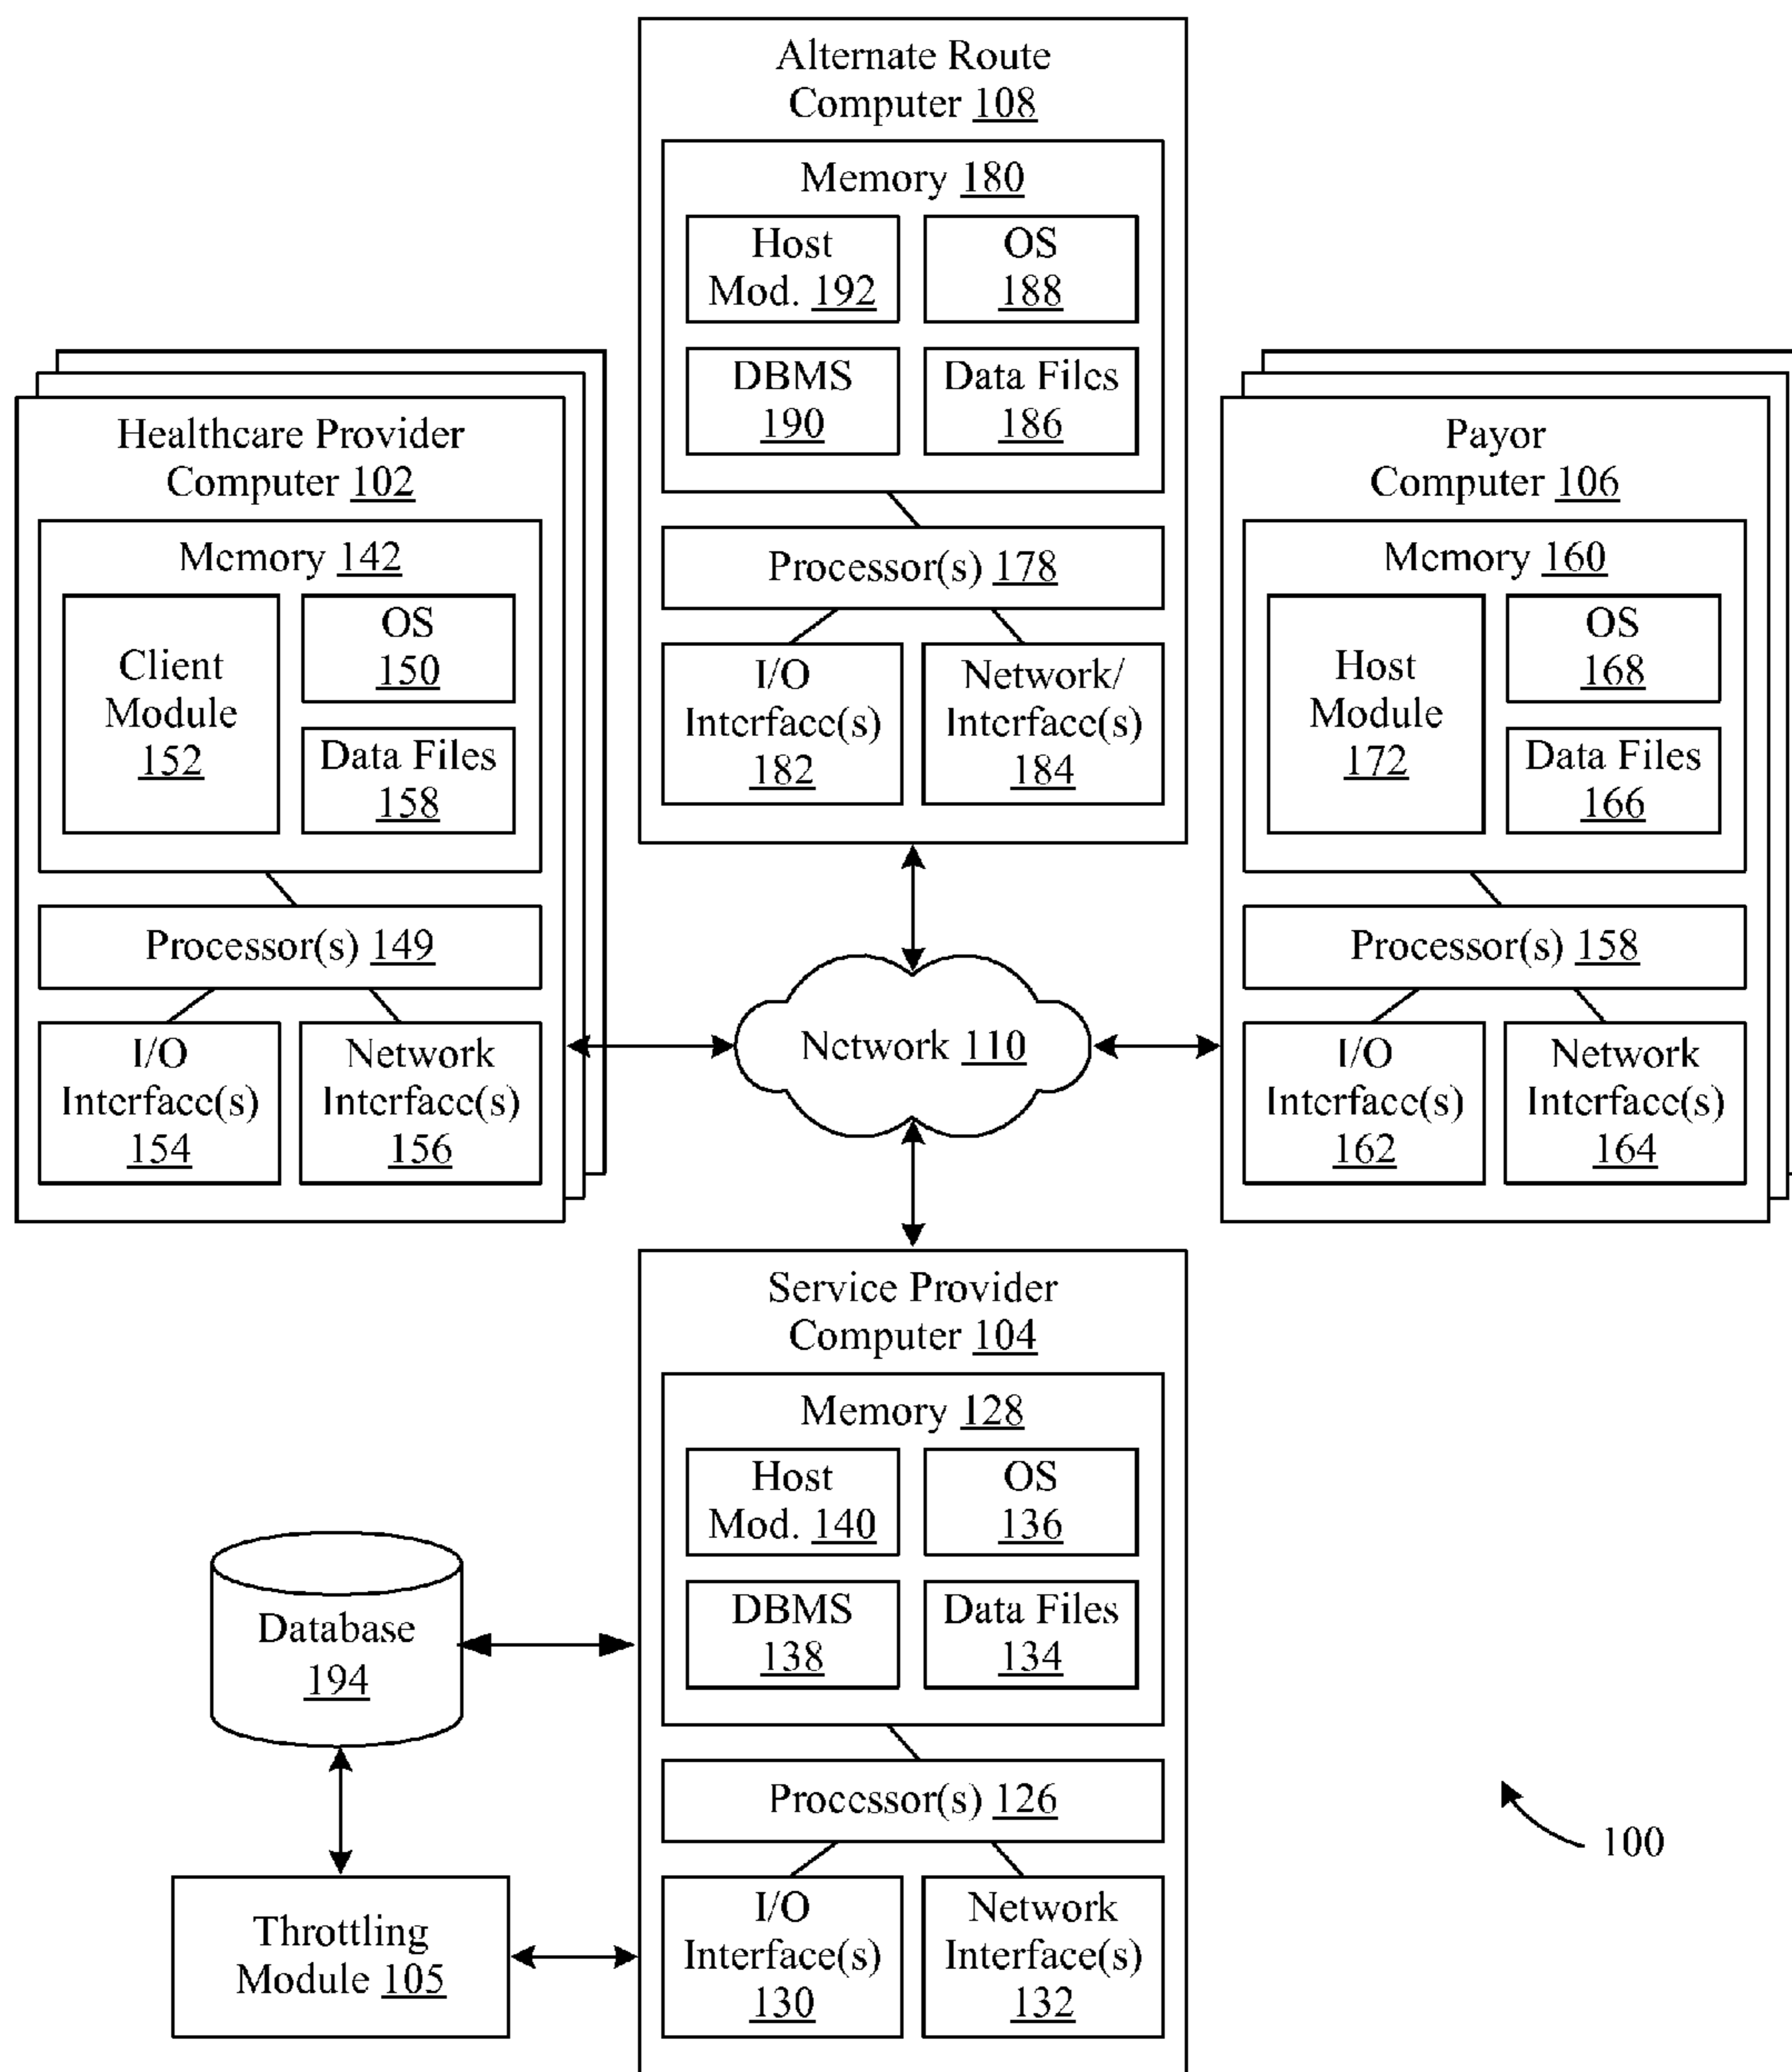 Alternate Route
Computer 108
Memory 180
Host
Mod. 192
OS
188
DBMS
190
Data Files
186
Processor(s) 178
I/O
Interface(s)
182
Network/
Interface(s)
184
Healthcare Provider
Computer 102
Memory 142
Client
Module
152
OS
150
Data Files
158
Processor(s) 149
I/O
Interface(s)
154
Network
Interface(s)
156
Network 110
Payor
Computer 106
Memory 160
Host
Module
172
OS
168
Data Files
166
Processor(s) 158
I/O
Interface(s)
162
Network
Interface(s)
164
Service Provider
Computer 104
Memory 128
Host
Mod. 140
OS
136
DBMS
138
Data Files
134
Processor(s) 126
I/O
Interface(s)
130
Network
Interface(s)
132
Database
194
Throttling
Module 105
100